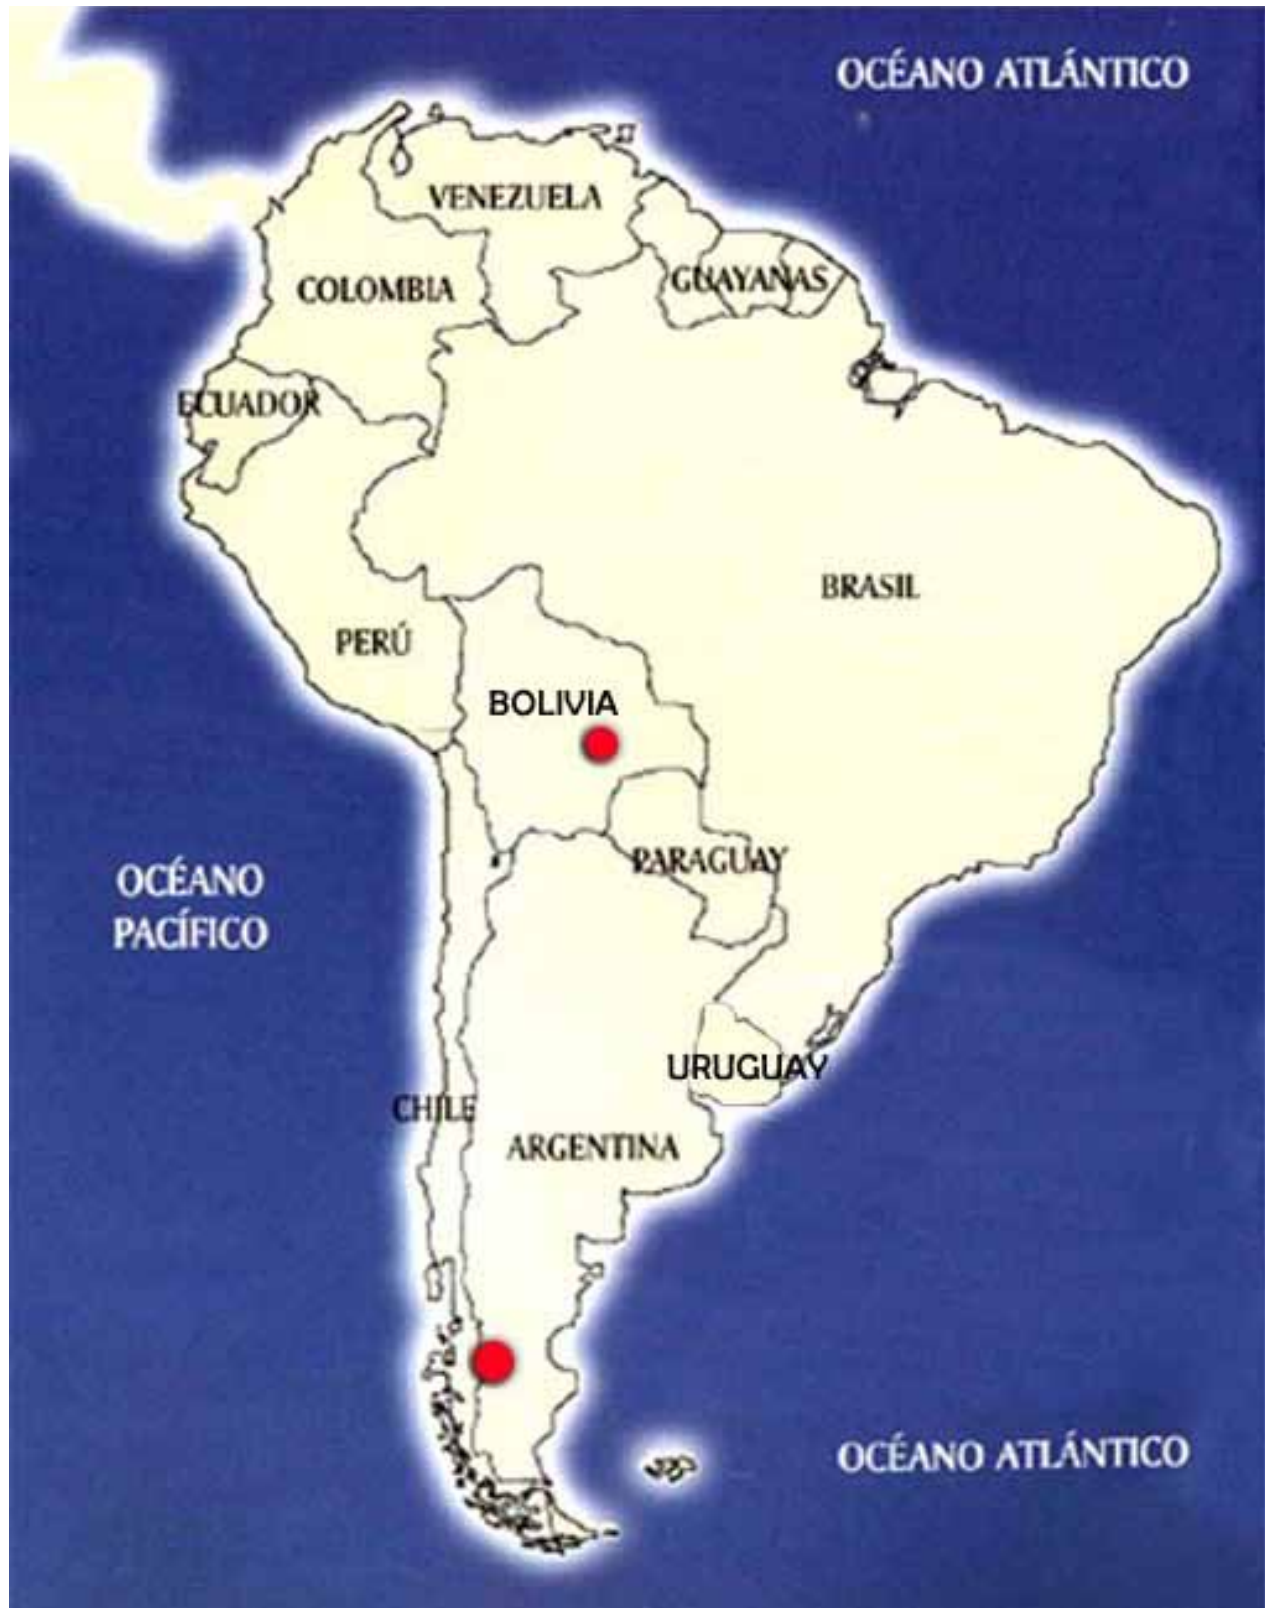 OCÉANO ATLÁNTICO
VENEZUELA
GUAYANAS
COLOMBIA
ECUADOR
BRASIL
PERÚ
BOLIVIA
PARAGUAY
OCÉANO
PACÍFICO
URUGUAY
CHILE
ARGENTINA
OCÉANO ATLÁNTICO